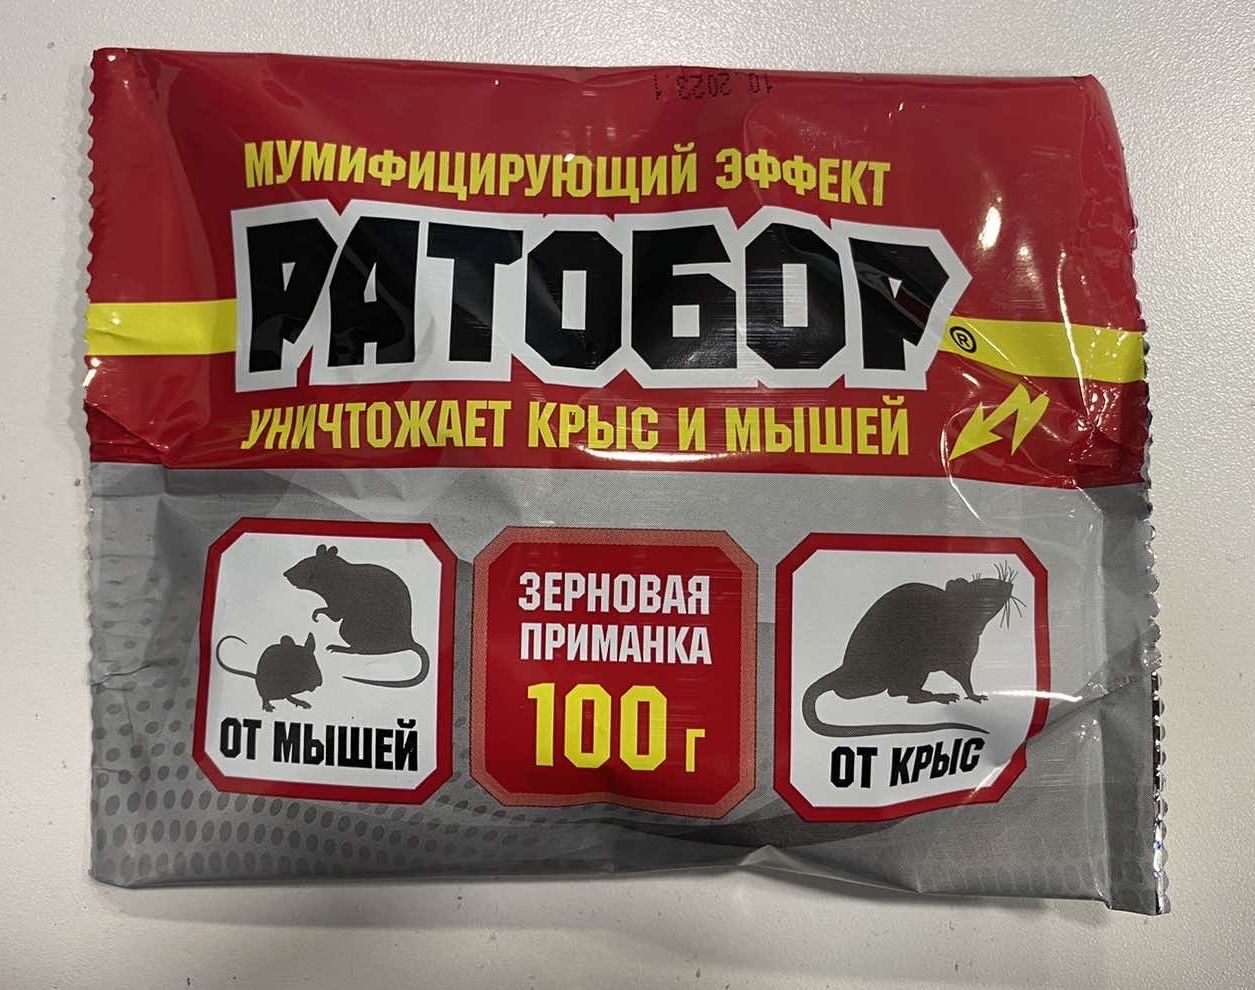 10.2023.1
МУМИФИЦИРУЮЩИЙ ЭФФЕКТ
РАТОБОР®
УНИЧТОЖАЕТ КРЫС И МЫШЕЙ
ОТ МЫШЕЙ
ЗЕРНОВАЯ
ПРИМАНКА
100 г
ОТ КРЫС